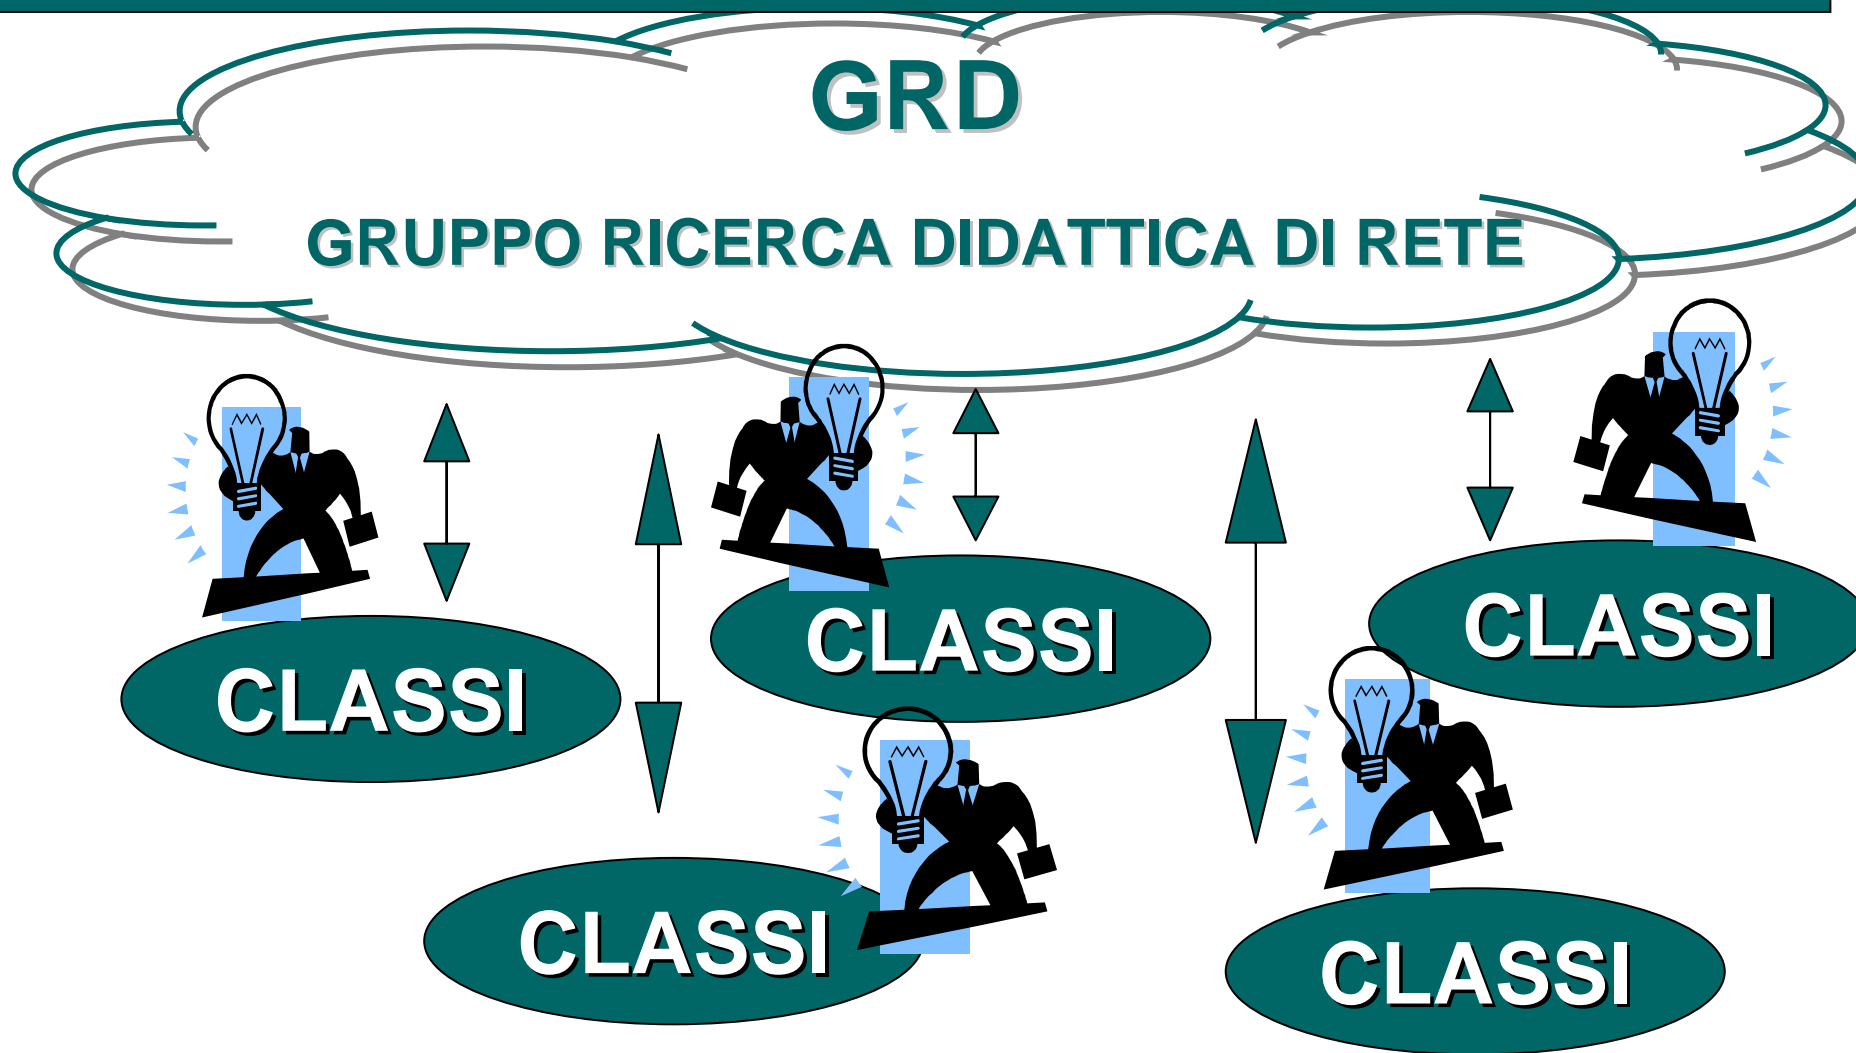 GRD
GRUPPO RICERCA DIDATTICA DI RETE
CLASSI
CLASSI
CLASSI
CLASSI
CLASSI